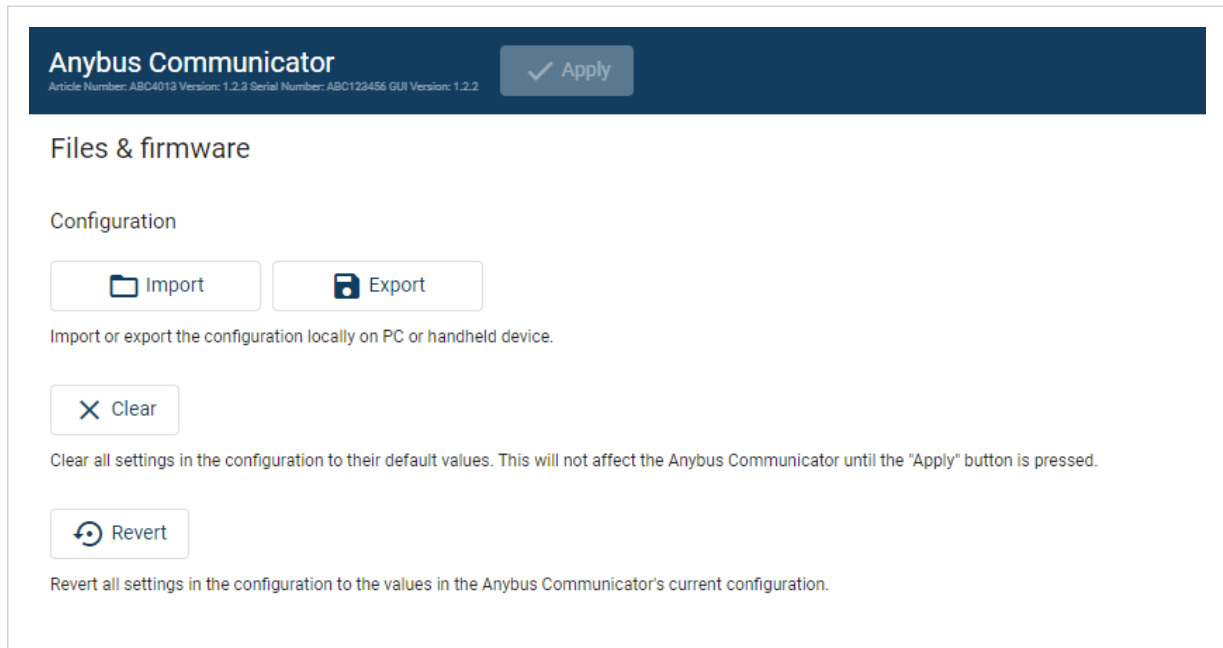 Anybus Communicator
Article Number: ABC4013 Version: 1.2.3 Serial Number: ABC123456 GUI Version: 1.2.2
Apply
Files & firmware
Configuration
Import
Export
Import or export the configuration locally on PC or handheld device.
Clear
Clear all settings in the configuration to their default values. This will not affect the Anybus Communicator until the "Apply" button is pressed.
Revert
Revert all settings in the configuration to the values in the Anybus Communicator's current configuration.